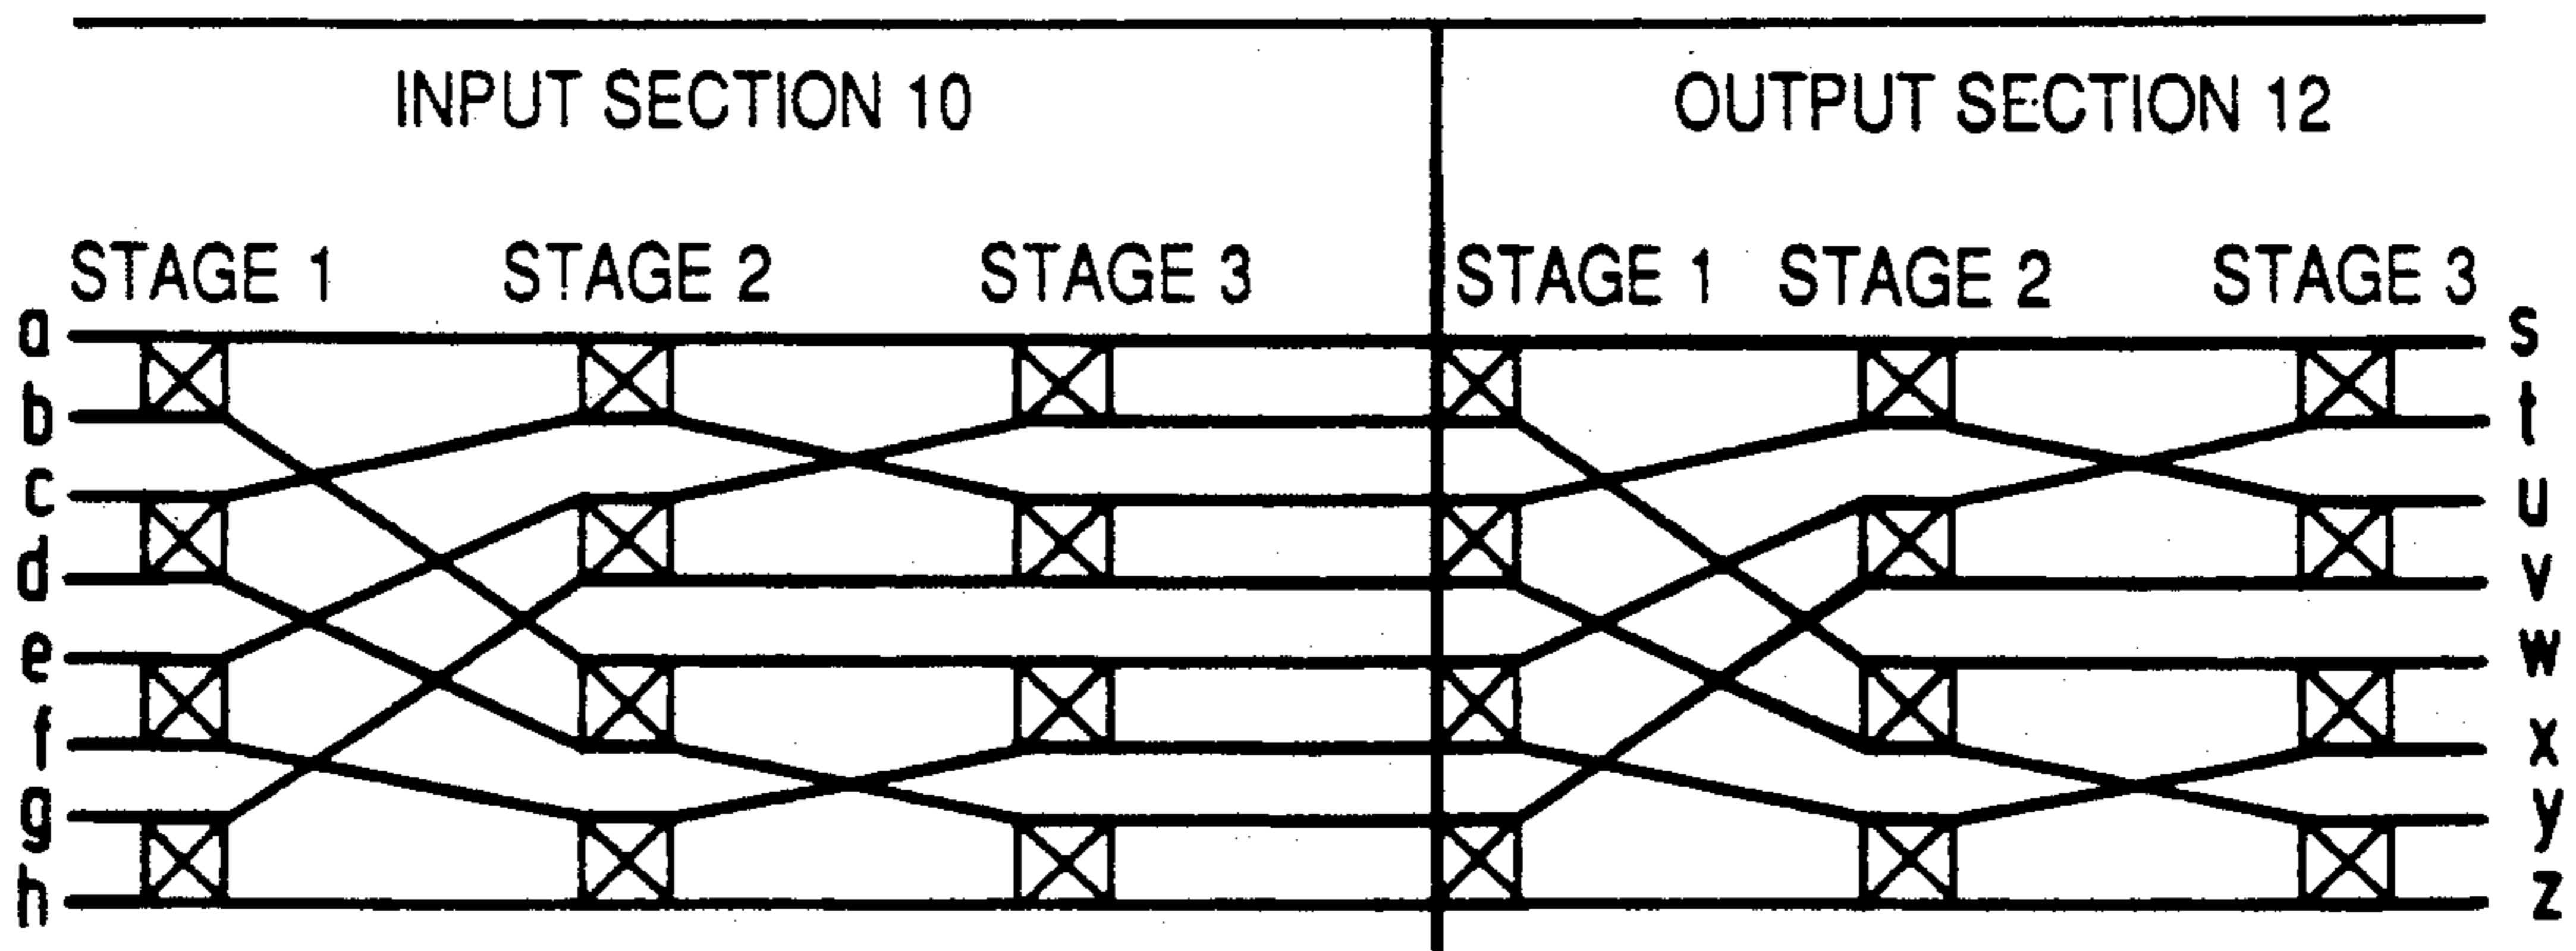 INPUT SECTION 10
OUTPUT SECTION 12
STAGE 1 STAGE 2 STAGE 3 STAGE 1 STAGE 2 STAGE 3
a
b
c
d
e
f
g
h
s
t
u
v
w
x
y
z